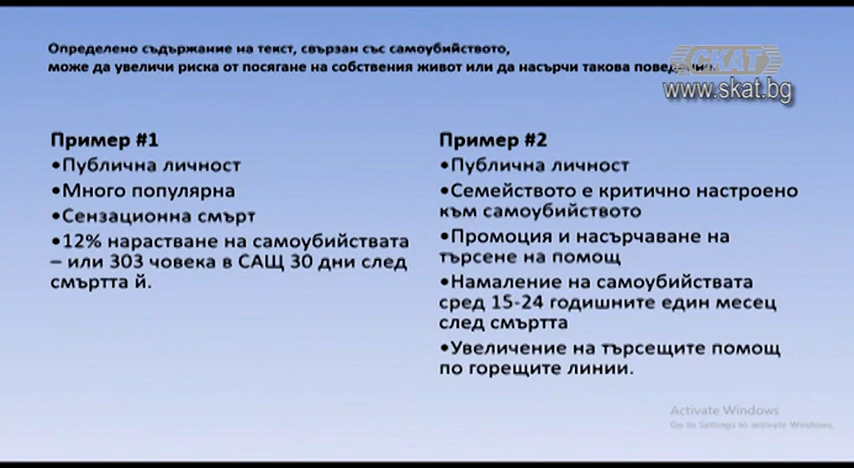 Определено съдържание на текст, свързан със самоубийството,
може да увеличи риска от посягане на собствения живот или да насърчи такова поведение.
СКАТ
www.skat.bg
Пример #1
•Публична личност
•Много популярна
•Сензационна смърт
•12% нарастване на самоубийствата
– или 303 човека в САЩ 30 дни след
смъртта й.
Пример #2
•Публична личност
•Семейството е критично настроено
към самоубийството
•Промоция и насърчаване на
търсене на помощ
•Намаление на самоубийствата
сред 15-24 годишните един месец
след смъртта
•Увеличение на търсещите помощ
по горещите линии.
Activate Windows
Go to Settings to activate Windows.